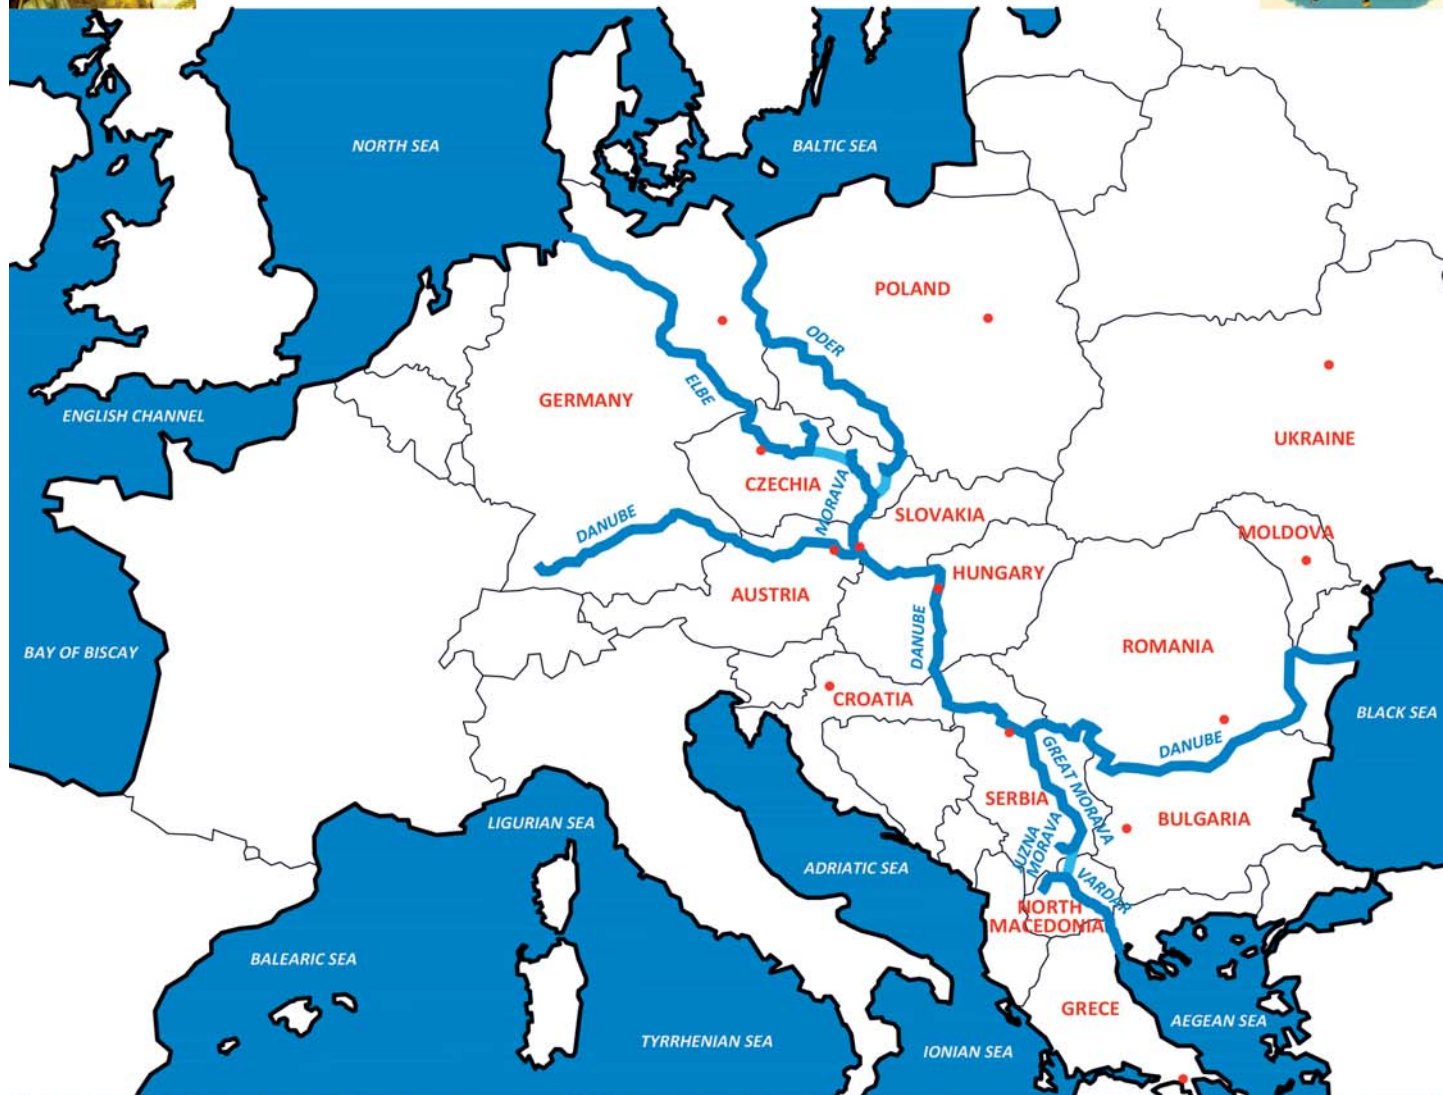 NORTH SEA
BALTIC SEA
POLAND
ODER
ELBE
GERMANY
ENGLISH CHANNEL
UKRAINE
CZECHIA
MORAVA
SLOVAKIA
DANUBE
MOLDOVA
HUNGARY
AUSTRIA
DANUBE
ROMANIA
BAY OF BISCAY
CROATIA
BLACK SEA
DANUBE
GREAT MORAVA
SERBIA
BULGARIA
LIGURIAN SEA
JUZNA
MORAVA
ADRIATIC SEA
VARDAR
NORTH
MACEDONIA
BALEARIC SEA
GRECE
AEGEAN SEA
TYRRHENIAN SEA
IONIAN SEA